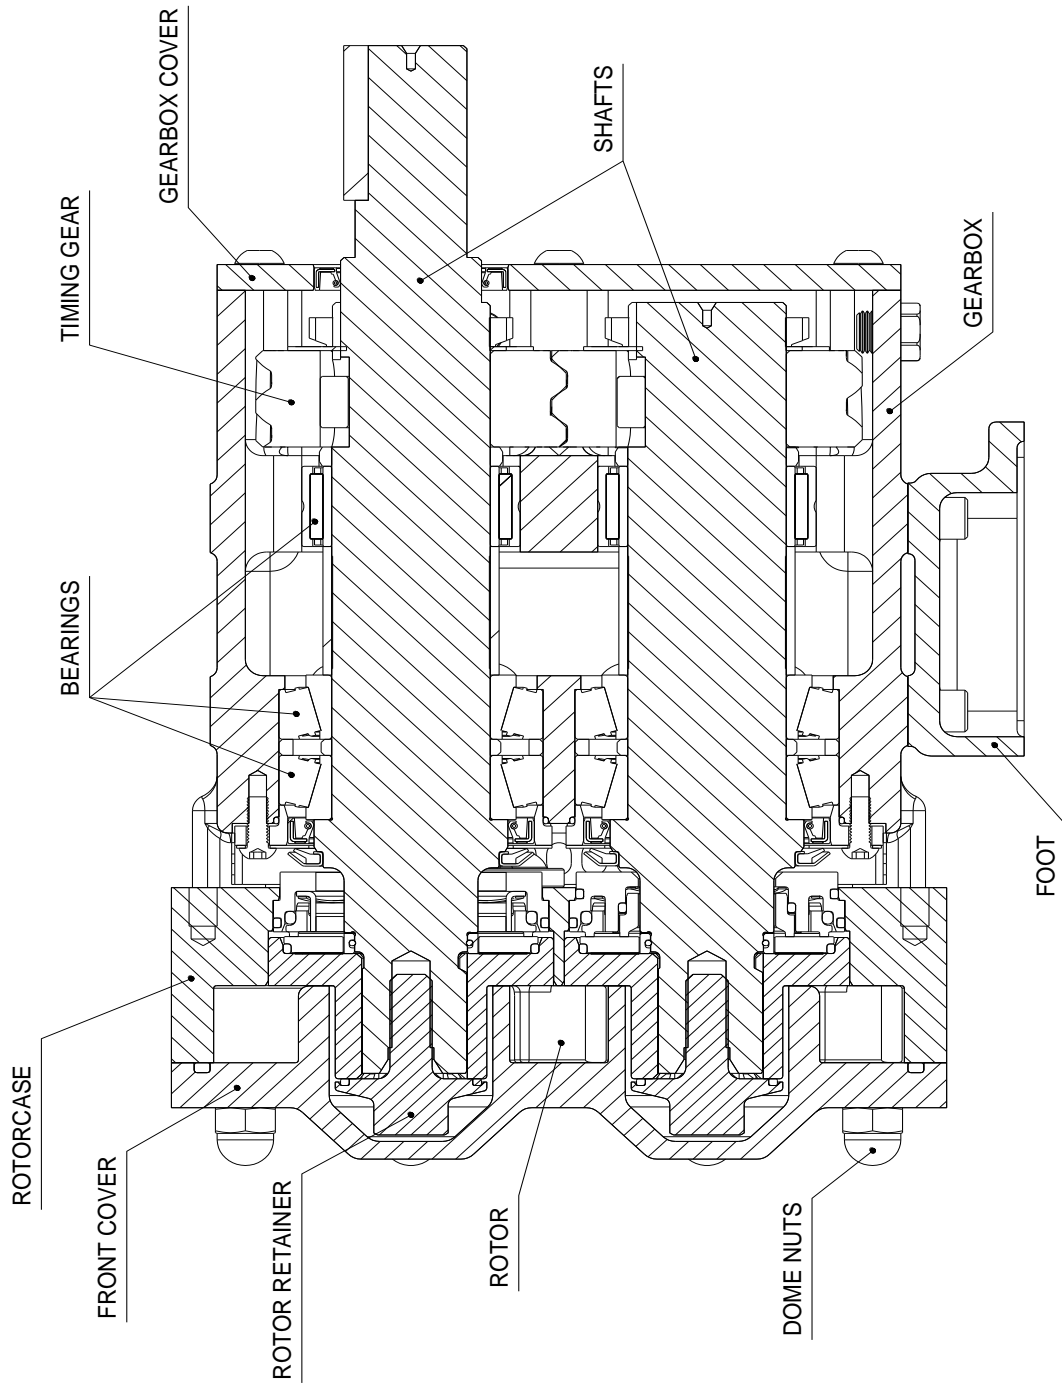 ROTORCASE
FRONT COVER
ROTOR RETAINER
ROTOR
DOME NUTS
BEARINGS
TIMING GEAR
GEARBOX COVER
SHAFTS
GEARBOX
FOOT